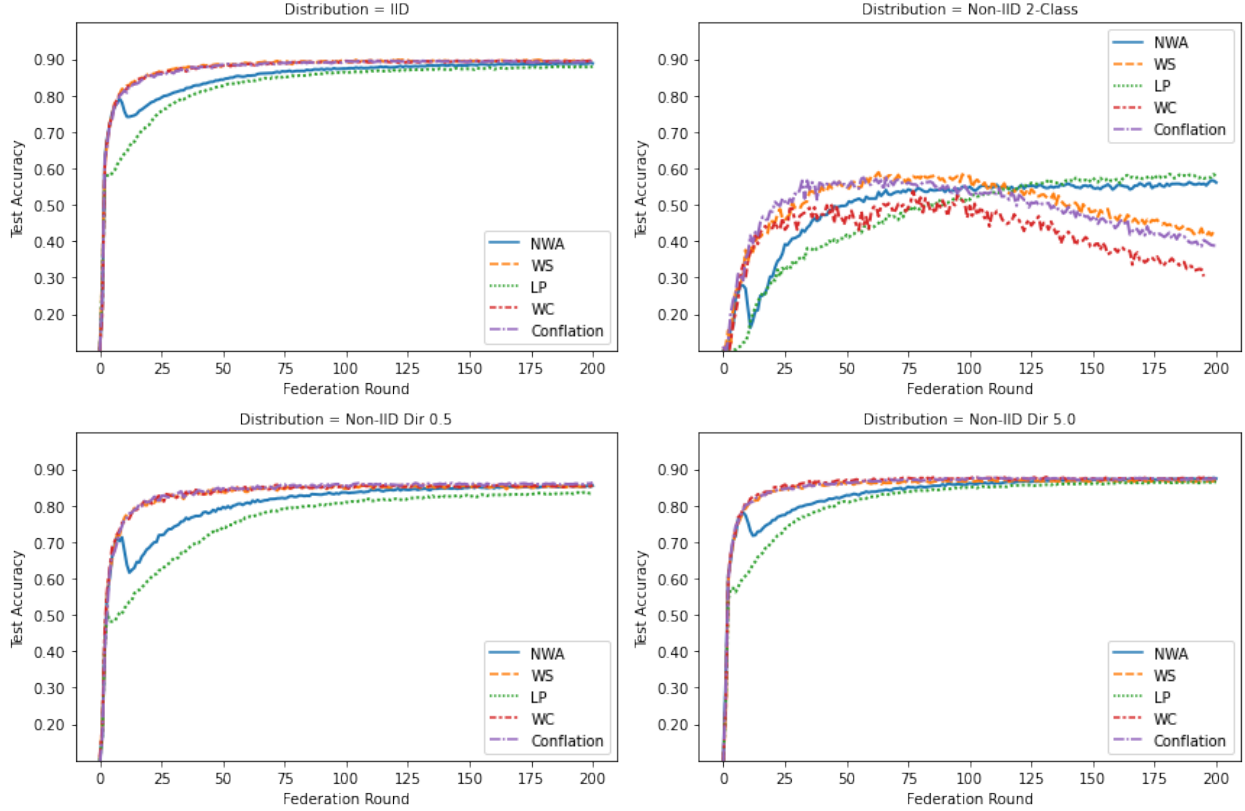 Distribution = IID
0.90
0.80
0.70
0.60
0.50
0.40
0.30
0.20
Test Accuracy
NWA
WS
LP
WC
Conflation
0 25 50 75 100 125 150 175 200
Federation Round
Distribution = Non-IID 2-Class
0.90
0.80
0.70
0.60
0.50
0.40
0.30
0.20
Test Accuracy
NWA
WS
LP
WC
Conflation
0 25 50 75 100 125 150 175 200
Federation Round
Distribution = Non-IID Dir 0.5
0.90
0.80
0.70
0.60
0.50
0.40
0.30
0.20
Test Accuracy
NWA
WS
LP
WC
Conflation
0 25 50 75 100 125 150 175 200
Federation Round
Distribution = Non-IID Dir 5.0
0.90
0.80
0.70
0.60
0.50
0.40
0.30
0.20
Test Accuracy
NWA
WS
LP
WC
Conflation
0 25 50 75 100 125 150 175 200
Federation Round